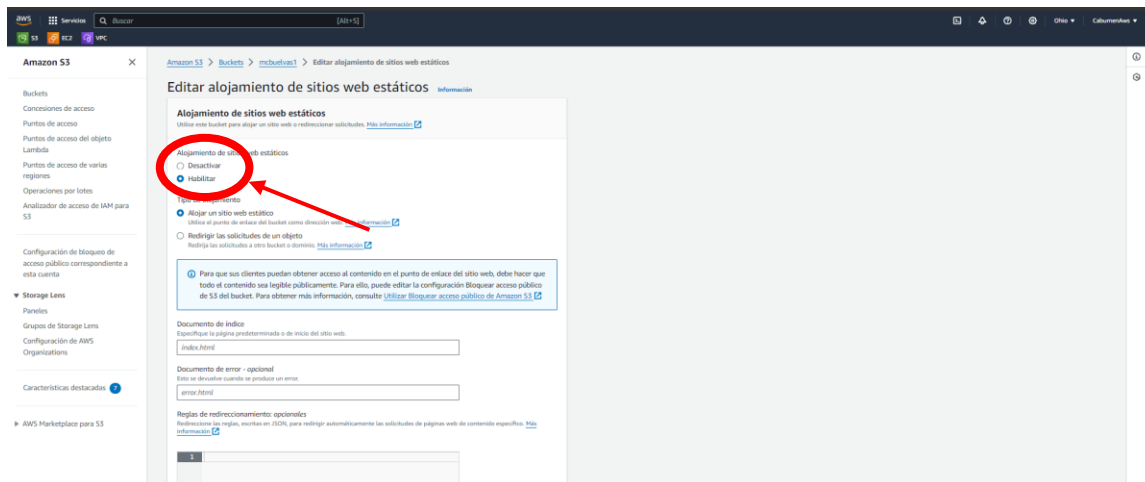 aws
Servicios
Buscar
[Alt+S]
Ohio
CabumenAws
S3
EC2
VPC
Amazon S3
Amazon S3 > Buckets > mcbuelvas1 > Editar alojamiento de sitios web estáticos
Buckets
Concesiones de acceso
Puntos de acceso
Puntos de acceso del objeto
Lambda
Puntos de acceso de varias
regiones
Operaciones por lotes
Analizador de acceso de IAM para
S3
Configuración de bloqueo de
acceso público correspondiente a
esta cuenta
Storage Lens
Paneles
Grupos de Storage Lens
Configuración de AWS
Organizations
Características destacadas 7
AWS Marketplace para S3
Editar alojamiento de sitios web estáticos Información
Alojamiento de sitios web estáticos
Utilice este bucket para alojar un sitio web o redireccionar solicitudes. Más información
Alojamiento de sitios web estáticos
Desactivar
Habilitar
Tipo de alojamiento
Alojar un sitio web estático
Utilice el punto de enlace del bucket como dirección web. Más información
Redirigir las solicitudes de un objeto
Redirija las solicitudes a otro bucket o dominio. Más información
Para que sus clientes puedan obtener acceso al contenido en el punto de enlace del sitio web, debe hacer que
todo el contenido sea legible públicamente. Para ello, puede editar la configuración Bloquear acceso público
de S3 del bucket. Para obtener más información, consulte Utilizar Bloquear acceso público de Amazon S3
Documento de índice
Especifique la página predeterminada o de inicio del sitio web.
index.html
Documento de error - opcional
Esto se devuelve cuando se produce un error.
error.html
Reglas de redireccionamiento: opcionales
Redireccione las reglas, escritas en JSON, para redirigir automáticamente las solicitudes de páginas web de contenido específico. Más
información
1